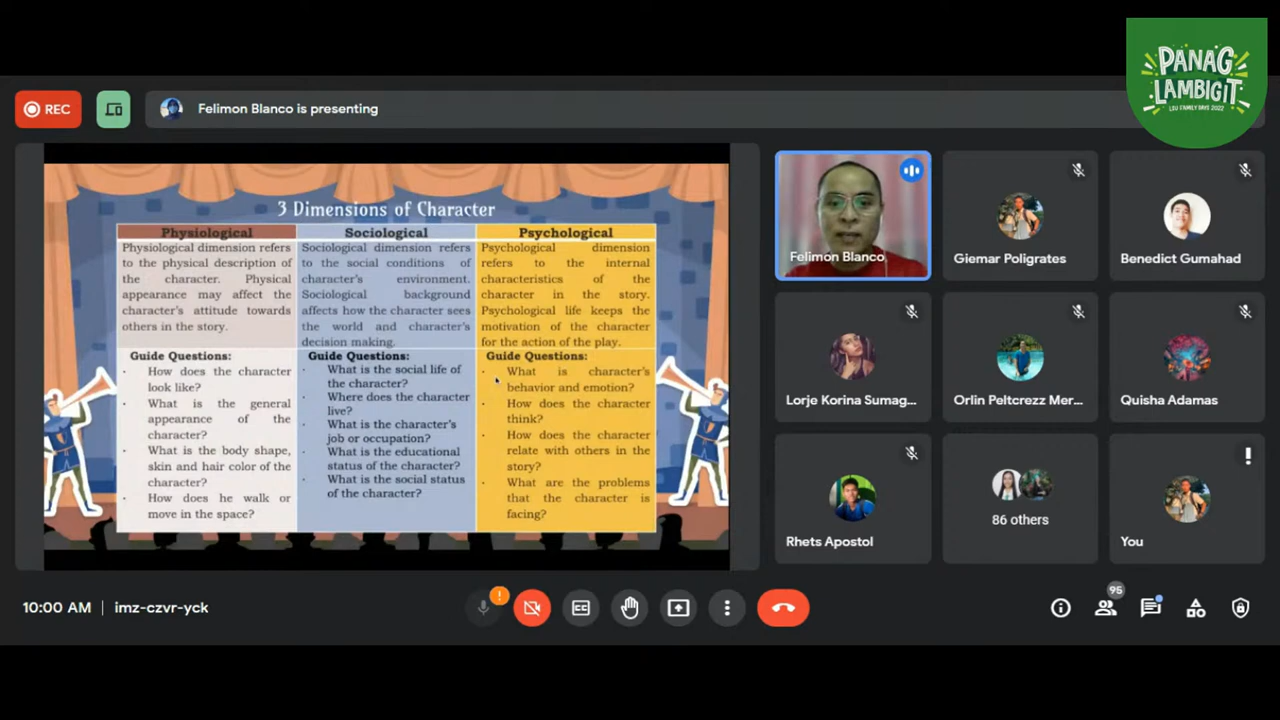 PANAG
LAMBIGIT
LSU FAMILY DAYS 2022
REC
Felimon Blanco is presenting
3 Dimensions of Character
Physiological
Physiological dimension refers
to the physical description of
the character. Physical
appearance may affect the
character's attitude towards
others in the story.
Guide Questions:
· How does the character
look like?
· What is the general
appearance of the
character?
· What is the body shape,
skin and hair color of the
character?
· How does he walk or
move in the space?
Sociological
Sociological dimension refers
to the social conditions of
character's environment.
Sociological background
affects how the character sees
the world and character's
decision making.
Guide Questions:
· What is the social life of
the character?
· Where does the character
live?
· What is the character's
job or occupation?
· What is the educational
status of the character?
· What is the social status
of the character?
Psychological
Psychological dimension
refers to the internal
characteristics of the
character in the story.
Psychological life keeps the
motivation of the character
for the action of the play.
Guide Questions:
· What is character's
behavior and emotion?
· How does the character
think?
· How does the character
relate with others in the
story?
· What are the problems
that the character is
facing?
Felimon Blanco
Giemar Poligrates
Benedict Gumahad
Lorje Korina Sumag...
Orlin Peltcrezz Mer...
Quisha Adamas
Rhets Apostol
86 others
You
10:00 AM | imz-czvr-yck
95